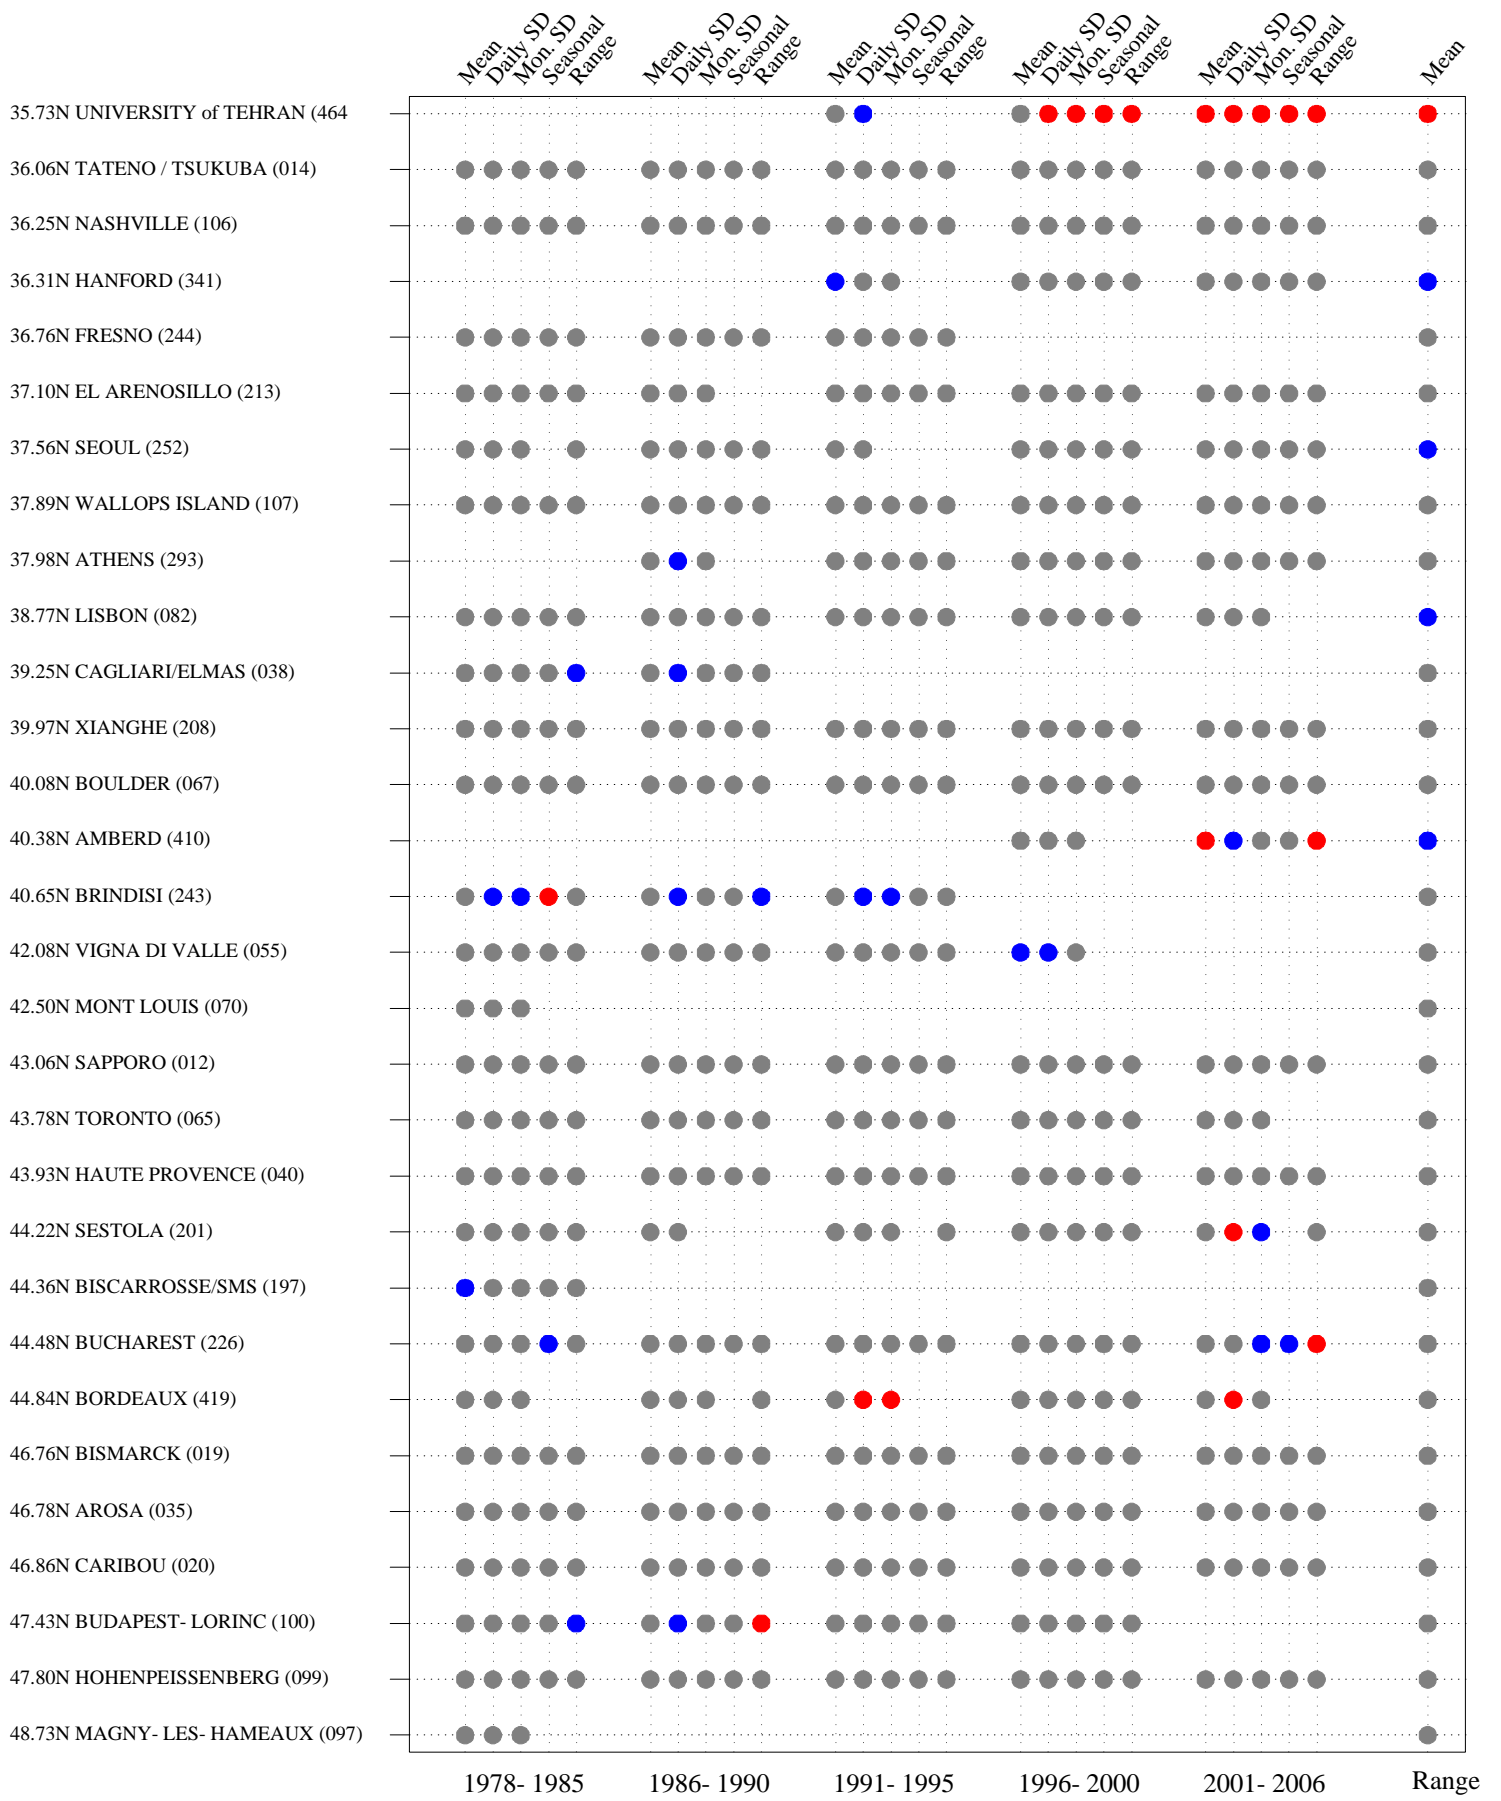 Mean Daily SD Mon. SD Seasonal Range Mean Daily SD Mon. SD Seasonal Range Mean Daily SD Mon. SD Seasonal Range Mean Daily SD Mon. SD Seasonal Range Mean Daily SD Mon. SD Seasonal Range Mean
35.73N UNIVERSITY of TEHRAN (464
36.06N TATENO / TSUKUBA (014)
36.25N NASHVILLE (106)
36.31N HANFORD (341)
36.76N FRESNO (244)
37.10N EL ARENOSILLO (213)
37.56N SEOUL (252)
37.89N WALLOPS ISLAND (107)
37.98N ATHENS (293)
38.77N LISBON (082)
39.25N CAGLIARI/ELMAS (038)
39.97N XIANGHE (208)
40.08N BOULDER (067)
40.38N AMBERD (410)
40.65N BRINDISI (243)
42.08N VIGNA DI VALLE (055)
42.50N MONT LOUIS (070)
43.06N SAPPORO (012)
43.78N TORONTO (065)
43.93N HAUTE PROVENCE (040)
44.22N SESTOLA (201)
44.36N BISCARROSSE/SMS (197)
44.48N BUCHAREST (226)
44.84N BORDEAUX (419)
46.76N BISMARCK (019)
46.78N AROSA (035)
46.86N CARIBOU (020)
47.43N BUDAPEST- LORINC (100)
47.80N HOHENPEISSENBERG (099)
48.73N MAGNY- LES- HAMEAUX (097)
1978- 1985 1986- 1990 1991- 1995 1996- 2000 2001- 2006 Range